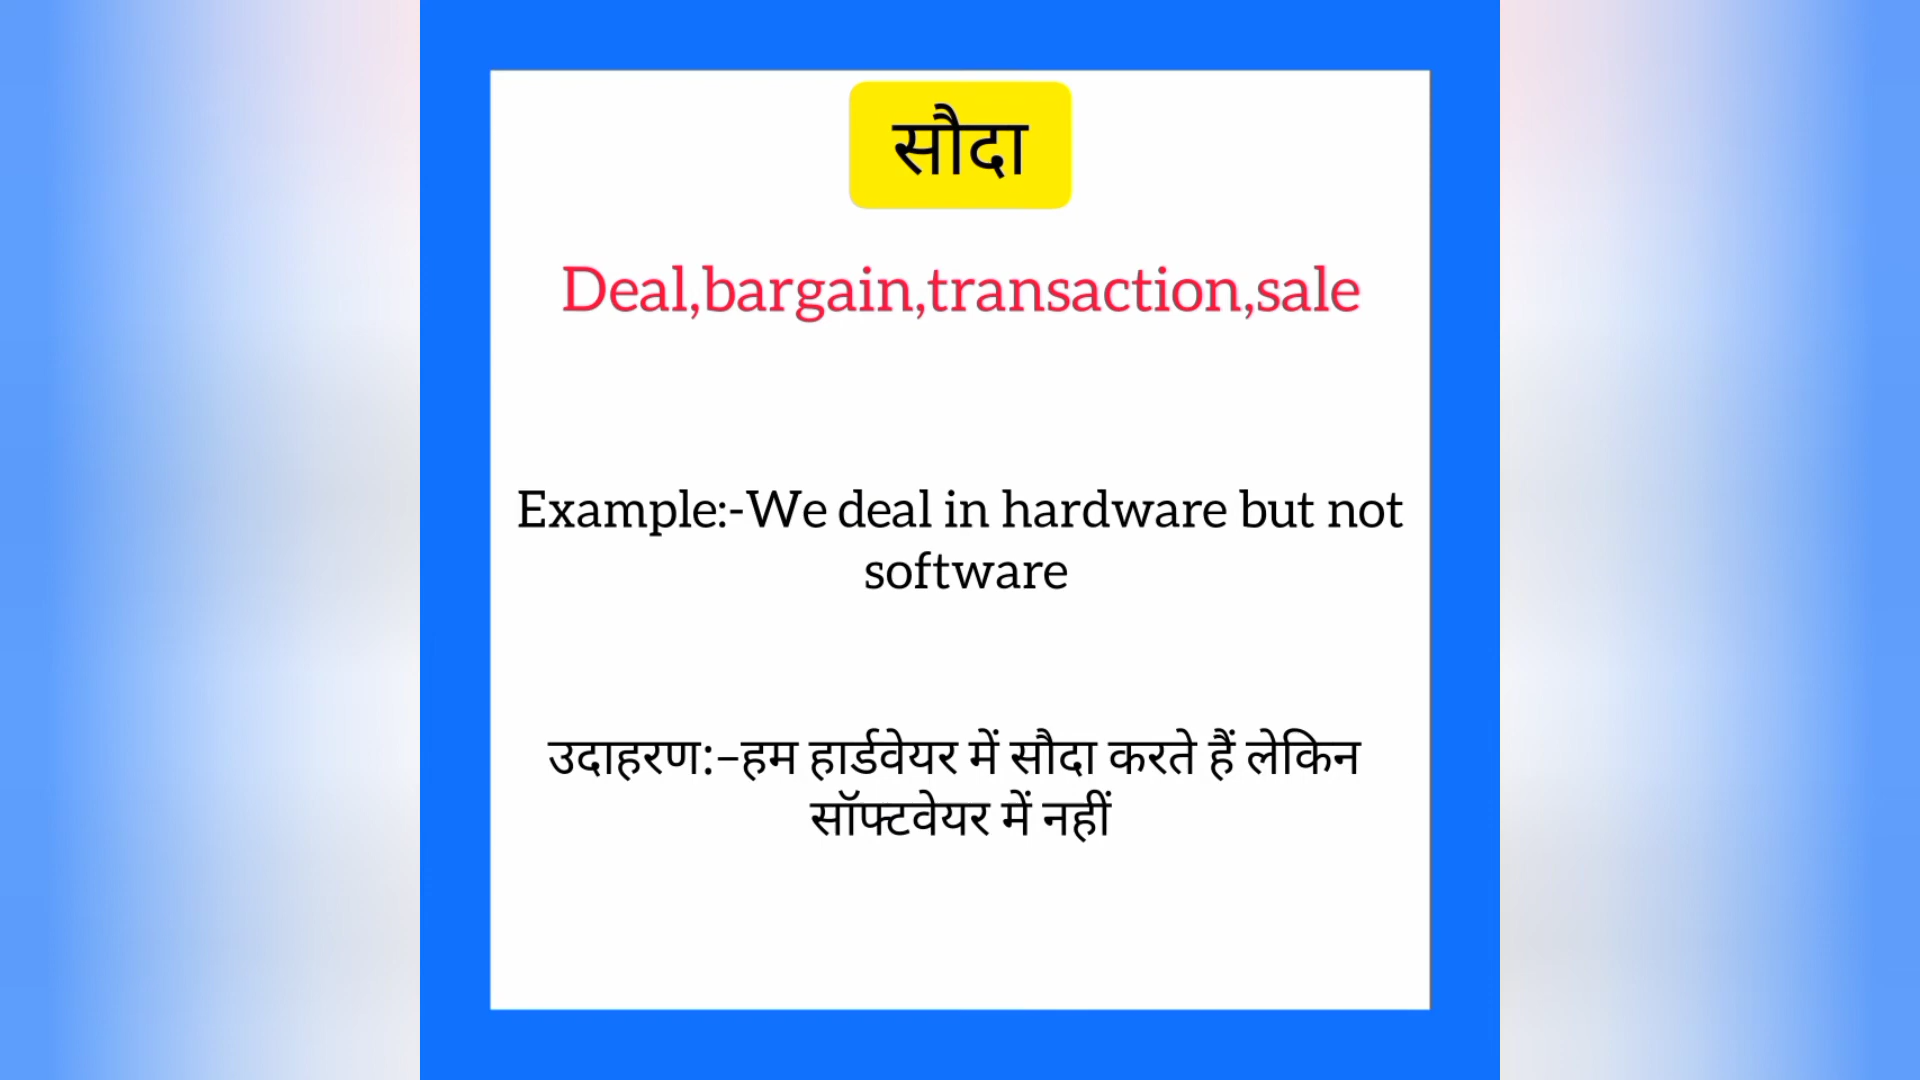 सौदा
Deal,bargain,transaction,sale
Example:-We deal in hardware but not
software
उदाहरण:–हम हार्डवेयर में सौदा करते हैं लेकिन
सॉफ्टवेयर में नहीं